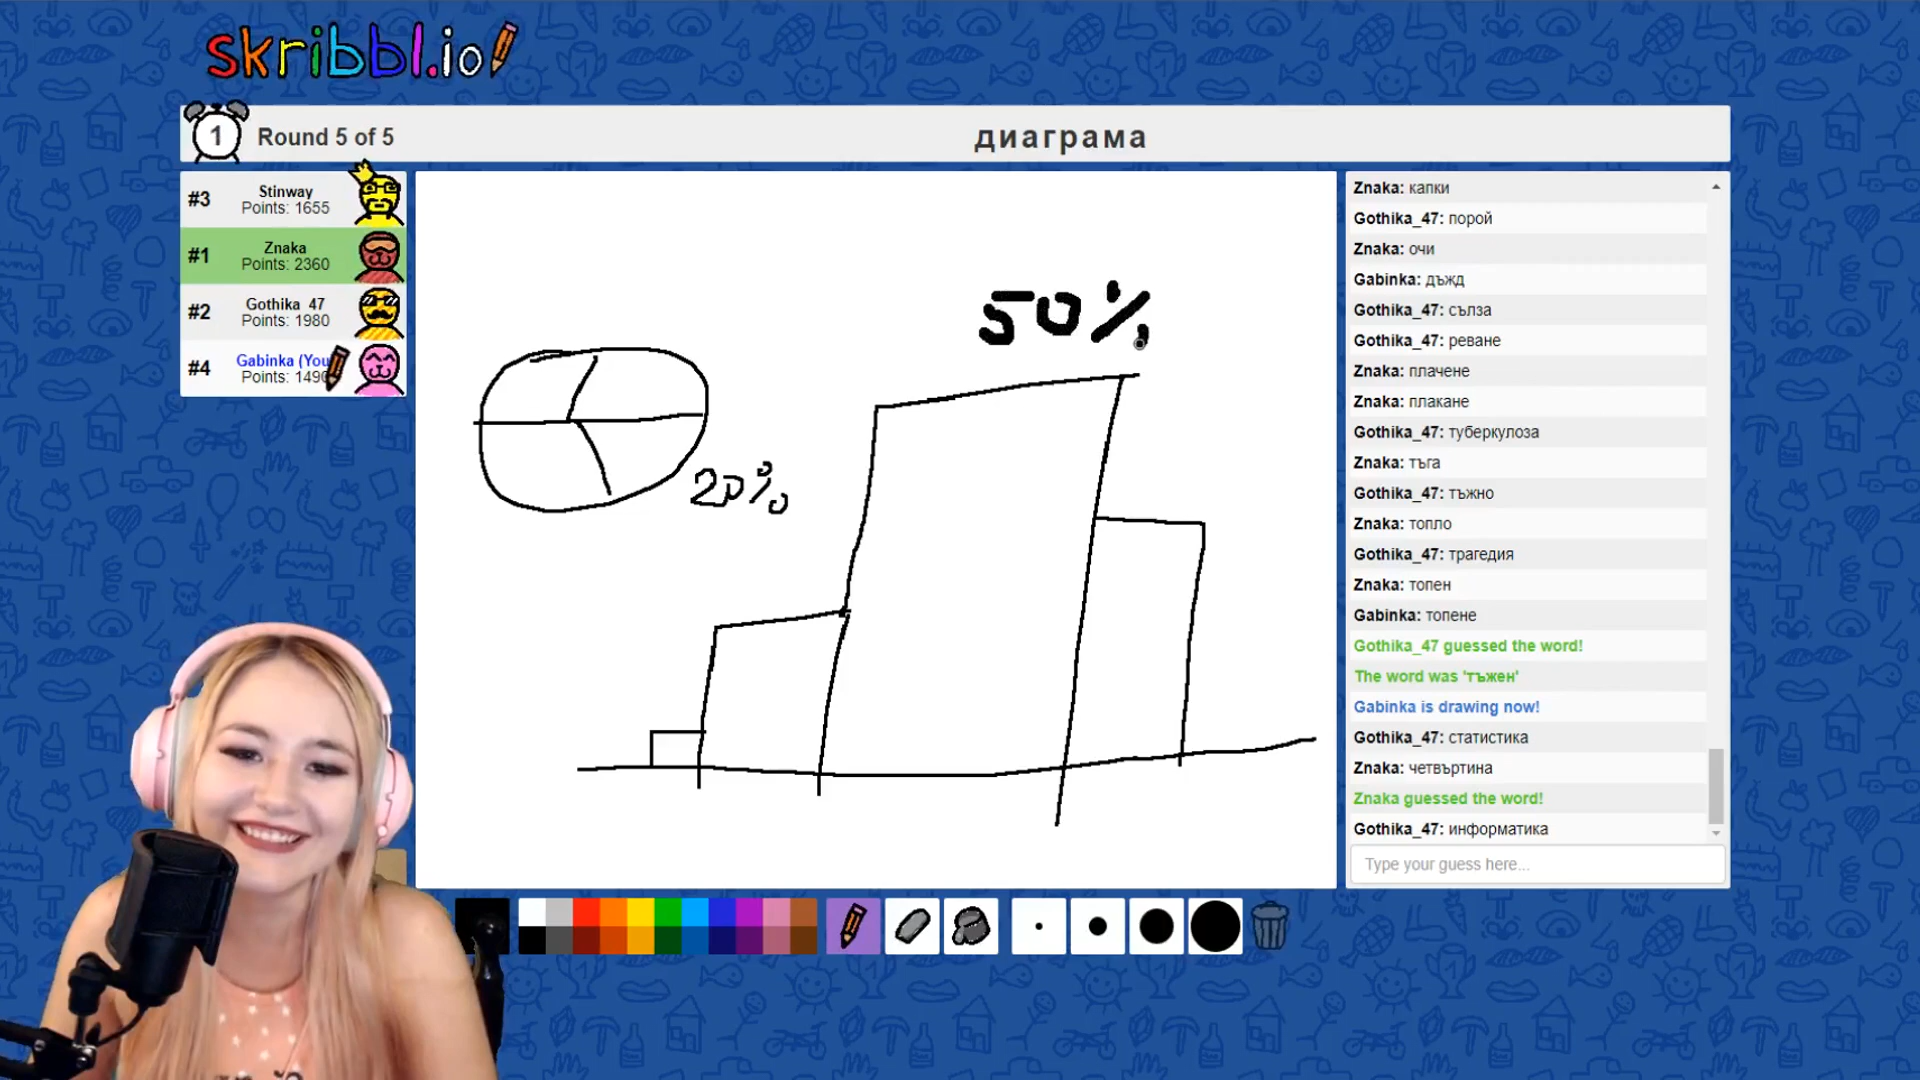 skribbl.io
1
Round 5 of 5
диаграма
#3
Stinway
Points: 1655
#1
Znaka
Points: 2360
#2
Gothika 47
Points: 1980
#4
Gabinka (You
Points: 1490
50%
20%
Znaka: капки
Gothika_47: порой
Znaka: очи
Gabinka: дъжд
Gothika_47: сълза
Gothika_47: реване
Znaka: плачене
Znaka: плакане
Gothika_47: туберкулоза
Znaka: тъга
Gothika_47: тъжно
Znaka: топло
Gothika_47: трагедия
Znaka: топен
Gabinka: топене
Gothika_47 guessed the word!
The word was 'тъжен'
Gabinka is drawing now!
Gothika_47: статистика
Znaka: четвъртина
Znaka guessed the word!
Gothika_47: информатика
Type your guess here...